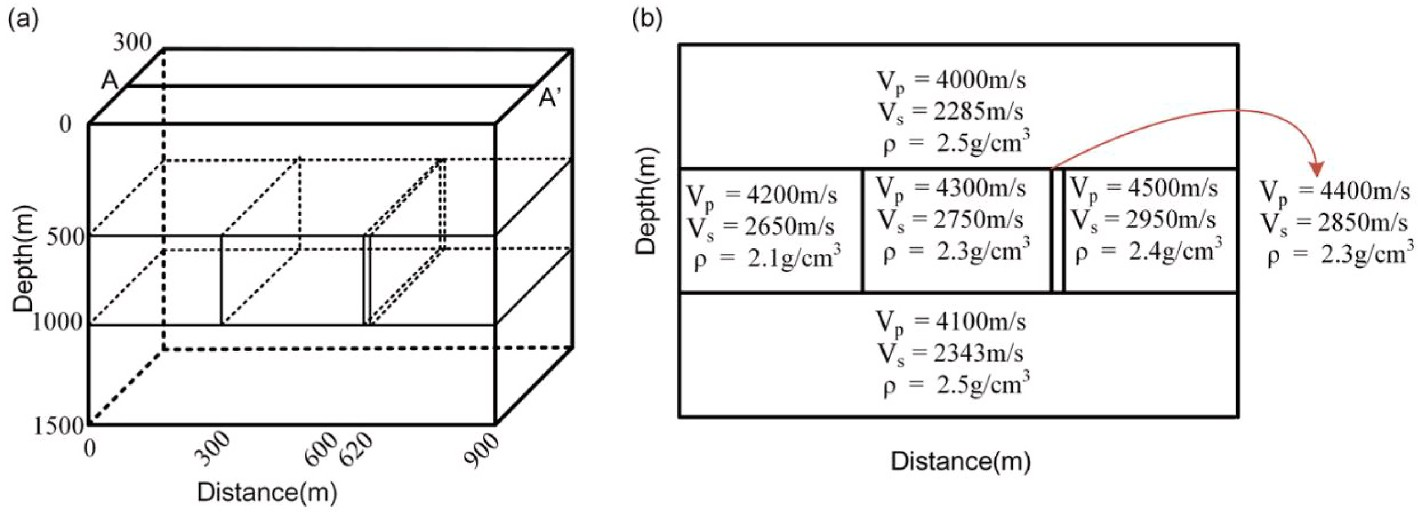 (a)
300
A
A'
0
500
1000
1500
Depth(m)
0
300
600
620
900
Distance(m)
(b)
Vₚ = 4000m/s
Vₛ = 2285m/s
ρ = 2.5g/cm³
Vₚ = 4200m/s
Vₛ = 2650m/s
ρ = 2.1g/cm³
Vₚ = 4300m/s
Vₛ = 2750m/s
ρ = 2.3g/cm³
Vₚ = 4500m/s
Vₛ = 2950m/s
ρ = 2.4g/cm³
Vₚ = 4400m/s
Vₛ = 2850m/s
ρ = 2.3g/cm³
Vₚ = 4100m/s
Vₛ = 2343m/s
ρ = 2.5g/cm³
Depth(m)
Distance(m)